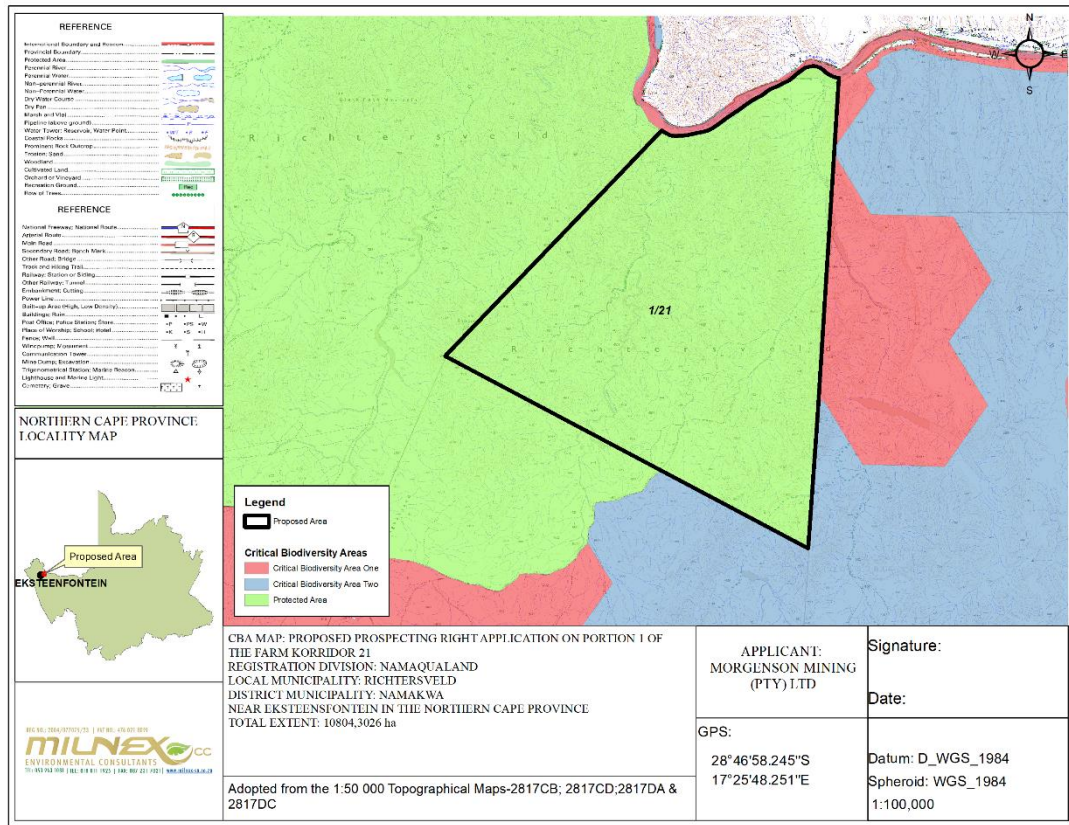 REFERENCE
International Boundary and Beacon
Provincial Boundary
Protected Area
Perennial River
Perennial Water
Non-perennial River
Non-Perennial Water
Dry Water Course
Dry Pan
Marsh and Vlei
Pipeline (above ground)
Water Tower; Reservoir; Water Point
Coastal Rocks
Prominent Rock Outcrop
Erosion; Sand
Woodland
Cultivated Land
Orchard or Vineyard
Recreation Ground
Row of Trees
REFERENCE
National Freeway; National Route
Arterial Route
Main Road
Secondary Road; Bench Mark
Other Road; Bridge
Track and Hiking Trail
Railway; Station or Siding
Other Railway; Tunnel
Embankment; Cutting
Power Line
Built-up Area (High, Low Density)
Buildings; Ruin
Post Office; Police Station; Store
Place of Worship; School; Hotel
Fence; Wall
Windpump; Monument
Communication Tower
Mine Dump; Excavation
Trigonometrical Station; Marine Beacon
Lighthouse and Marine Light
Cemetery; Grave
NORTHERN CAPE PROVINCE
LOCALITY MAP
Proposed Area
EKSTEENFONTEIN
MILNEX CC
ENVIRONMENTAL CONSULTANTS
N
W E
S
Richtersveld
1/21
Legend
Proposed Area
Critical Biodiversity Areas
Critical Biodiversity Area One
Critical Biodiversity Area Two
Protected Area
CBA MAP: PROPOSED PROSPECTING RIGHT APPLICATION ON PORTION 1 OF
THE FARM KORRIDOR 21
REGISTRATION DIVISION: NAMAQUALAND
LOCAL MUNICIPALITY: RICHTERSVELD
DISTRICT MUNICIPALITY: NAMAKWA
NEAR EKSTEENSFONTEIN IN THE NORTHERN CAPE PROVINCE
TOTAL EXTENT: 10804,3026 ha
Adopted from the 1:50 000 Topographical Maps-2817CB; 2817CD;2817DA &
2817DC
APPLICANT:
MORGENSON MINING
(PTY) LTD
GPS:
28°46'58.245"S
17°25'48.251"E
Signature:
Date:
Datum: D_WGS_1984
Spheroid: WGS_1984
1:100,000